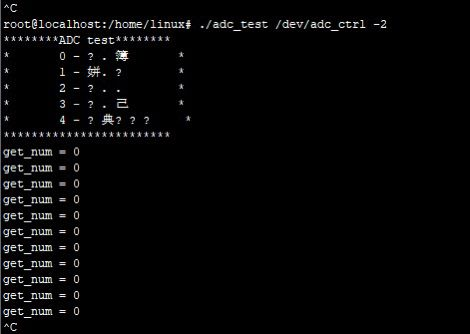 ^C
root@localhost:/home/linux# ./adc_test /dev/adc_ctrl -2
********ADC test********
* 0 - ? . 簿 *
* 1 - 姘. ? *
* 2 - ? . . *
* 3 - ? . 己 *
* 4 - ? 典? ? ? *
************************
get_num = 0
get_num = 0
get_num = 0
get_num = 0
get_num = 0
get_num = 0
get_num = 0
get_num = 0
get_num = 0
get_num = 0
get_num = 0
^C